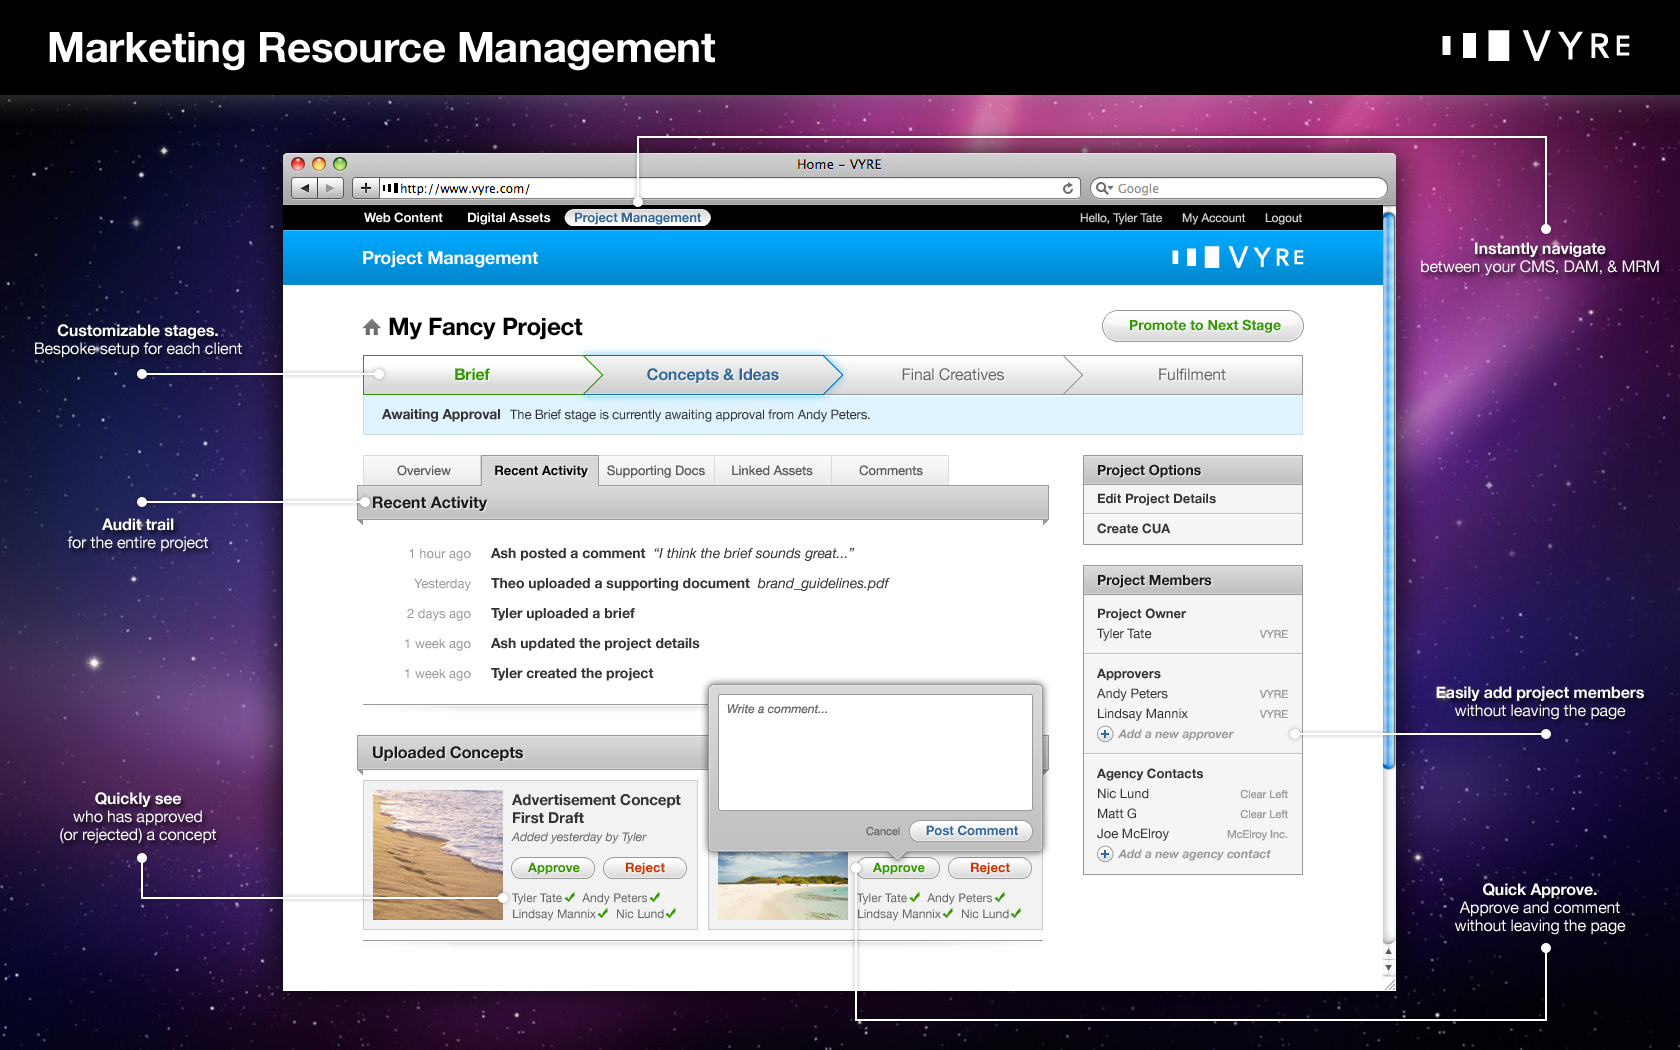 Marketing Resource Management
VYRE
Home – VYRE
http://www.vyre.com/
Google
Web Content
Digital Assets
Project Management
Hello, Tyler Tate
My Account
Logout
Project Management
VYRE
Instantly navigate
between your CMS, DAM, & MRM
Customizable stages.
Bespoke setup for each client
My Fancy Project
Promote to Next Stage
Brief
Concepts & Ideas
Final Creatives
Fulfilment
Awaiting Approval The Brief stage is currently awaiting approval from Andy Peters.
Overview
Recent Activity
Supporting Docs
Linked Assets
Comments
Audit trail
for the entire project
Recent Activity
1 hour ago Ash posted a comment “I think the brief sounds great...”
Yesterday Theo uploaded a supporting document brand_guidelines.pdf
2 days ago Tyler uploaded a brief
1 week ago Ash updated the project details
1 week ago Tyler created the project
Project Options
Edit Project Details
Create CUA
Project Members
Project Owner
Tyler Tate VYRE
Approvers
Andy Peters VYRE
Lindsay Mannix VYRE
Add a new approver
Agency Contacts
Nic Lund Clear Left
Matt G Clear Left
Joe McElroy McElroy Inc.
Add a new agency contact
Easily add project members
without leaving the page
Quickly see
who has approved
(or rejected) a concept
Uploaded Concepts
Advertisement Concept
First Draft
Added yesterday by Tyler
Approve
Reject
Tyler Tate Andy Peters
Lindsay Mannix Nic Lund
Write a comment...
Cancel
Post Comment
Approve
Reject
Tyler Tate Andy Peters
Lindsay Mannix Nic Lund
Quick Approve.
Approve and comment
without leaving the page